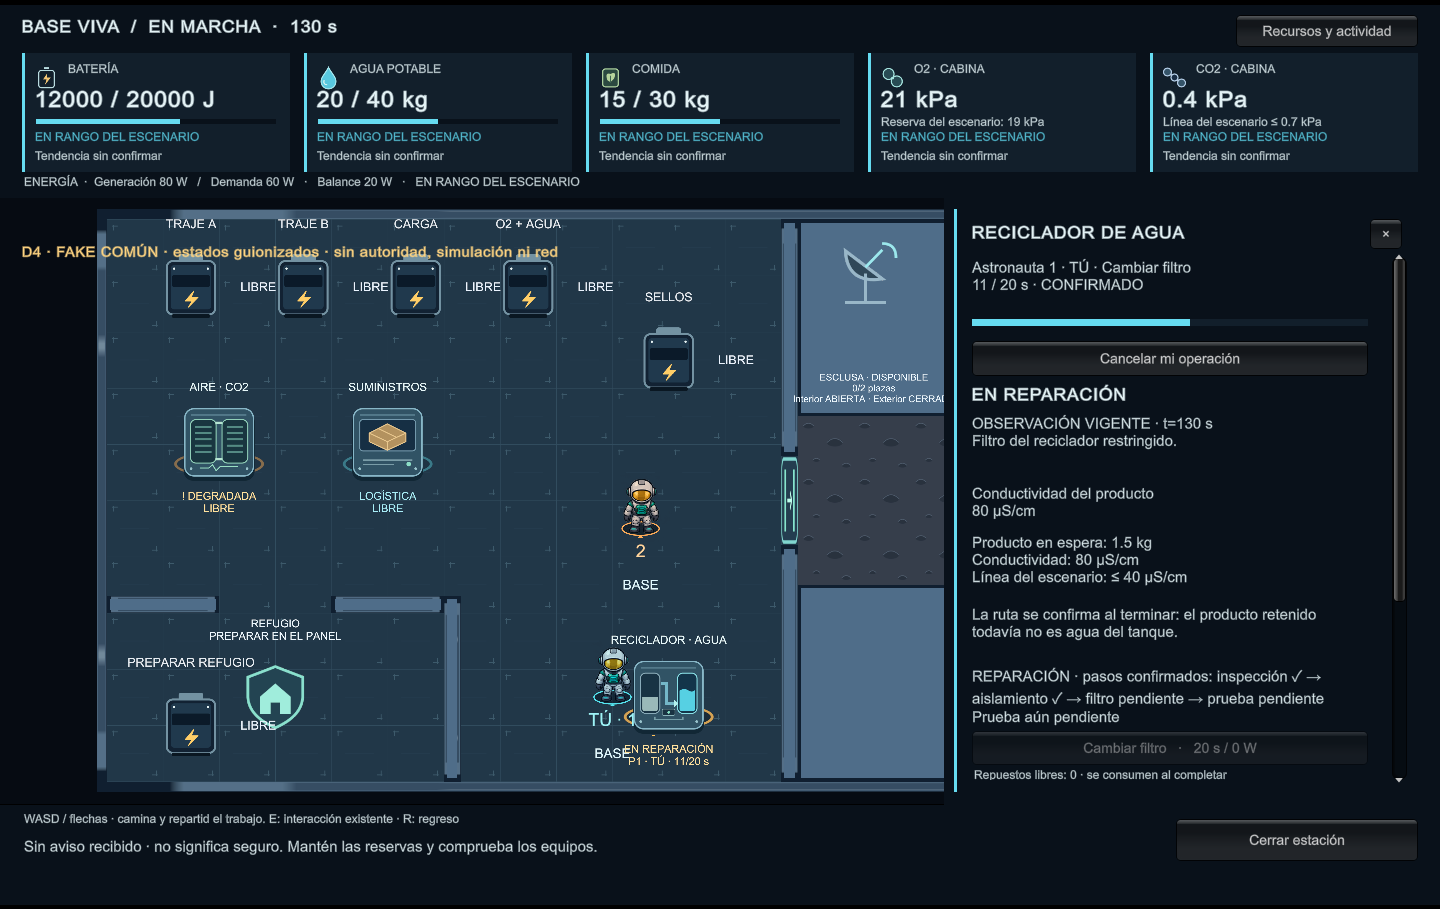 BASE VIVA / EN MARCHA · 130 s
Recursos y actividad
BATERÍA
12000 / 20000 J
EN RANGO DEL ESCENARIO
Tendencia sin confirmar
AGUA POTABLE
20 / 40 kg
EN RANGO DEL ESCENARIO
Tendencia sin confirmar
COMIDA
15 / 30 kg
EN RANGO DEL ESCENARIO
Tendencia sin confirmar
O2 · CABINA
21 kPa
Reserva del escenario: 19 kPa
EN RANGO DEL ESCENARIO
Tendencia sin confirmar
CO2 · CABINA
0.4 kPa
Línea del escenario ≤ 0.7 kPa
EN RANGO DEL ESCENARIO
Tendencia sin confirmar
ENERGÍA · Generación 80 W / Demanda 60 W · Balance 20 W · EN RANGO DEL ESCENARIO
TRAJE A
TRAJE B
CARGA
O2 + AGUA
D4 · FAKE COMÚN · estados guionizados · sin autoridad, simulación ni red
LIBRE
LIBRE
LIBRE
LIBRE
SELLOS
LIBRE
ESCLUSA · DISPONIBLE
0/2 plazas
Interior ABIERTA · Exterior CERRAD
AIRE · CO2
! DEGRADADA
LIBRE
SUMINISTROS
LOGÍSTICA
LIBRE
2
BASE
REFUGIO
PREPARAR EN EL PANEL
PREPARAR REFUGIO
LIBRE
RECICLADOR · AGUA
TÚ · 1
BASE
EN REPARACIÓN
P1 · TÚ · 11/20 s
RECICLADOR DE AGUA
×
Astronauta 1 · TÚ · Cambiar filtro
11 / 20 s · CONFIRMADO
Cancelar mi operación
EN REPARACIÓN
OBSERVACIÓN VIGENTE · t=130 s
Filtro del reciclador restringido.
Conductividad del producto
80 µS/cm
Producto en espera: 1.5 kg
Conductividad: 80 µS/cm
Línea del escenario: ≤ 40 µS/cm
La ruta se confirma al terminar: el producto retenido
todavía no es agua del tanque.
REPARACIÓN · pasos confirmados: inspección ✓ →
aislamiento ✓ → filtro pendiente → prueba pendiente
Prueba aún pendiente
Cambiar filtro · 20 s / 0 W
Repuestos libres: 0 · se consumen al completar
WASD / flechas · camina y repartid el trabajo. E: interacción existente · R: regreso
Sin aviso recibido · no significa seguro. Mantén las reservas y comprueba los equipos.
Cerrar estación